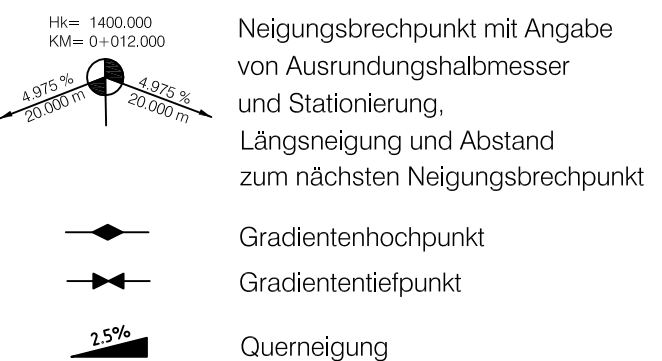 Hk= 1400.000
KM= 0+012.000
4.975 %
20.000 m
4.975 %
20.000 m
Neigungsbrechpunkt mit Angabe
von Ausrundungshalbmesser
und Stationierung,
Längsneigung und Abstand
zum nächsten Neigungsbrechpunkt
Gradientenhochpunkt
Gradiententiefpunkt
2.5%
Querneigung